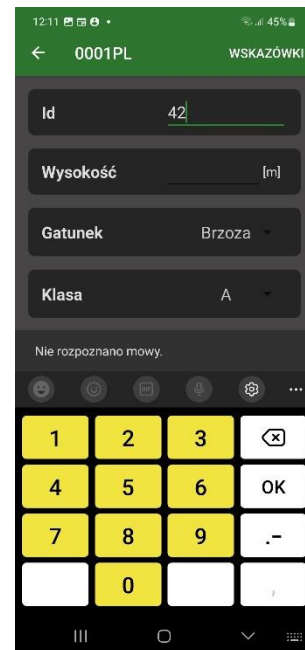 12:11 45%
0001PL WSKAZÓWKI
Id 42
Wysokość [m]
Gatunek Brzoza
Klasa A
Nie rozpoznano mowy.
GIF
1 2 3
4 5 6 OK
7 8 9 .-
0 ,